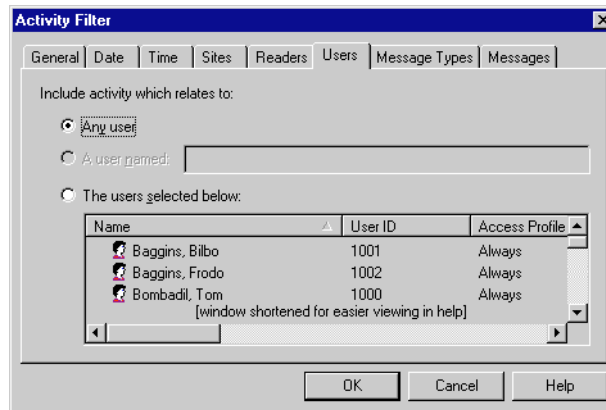 Activity Filter
General Date Time Sites Readers Users Message Types Messages
Include activity which relates to:
Any user
A user named:
The users selected below:
Name User ID Access Profile
Baggins, Bilbo 1001 Always
Baggins, Frodo 1002 Always
Bombadil, Tom 1000 Always
[window shortened for easier viewing in help]
OK Cancel Help